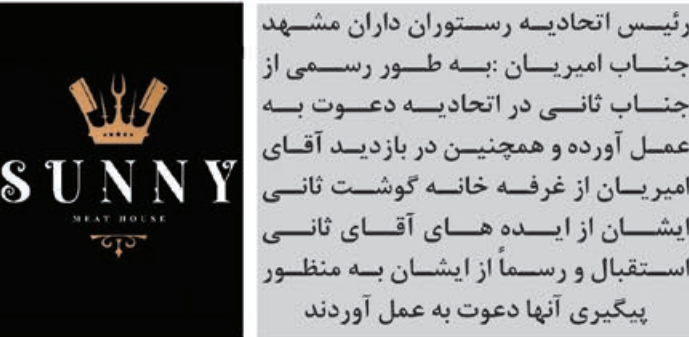 رئیس اتحادیه رستوران داران مشهد
جناب امیریان :به طور رسمی از
جناب ثانی در اتحادیه دعوت به
عمل آورده و همچنین در بازدید آقای
امیریان از غرفه خانه گوشت ثانی
ایشان از ایده های آقای ثانی
استقبال و رسماً از ایشان به منظور
پیگیری آنها دعوت به عمل آوردند
SUNNY
MEAT HOUSE